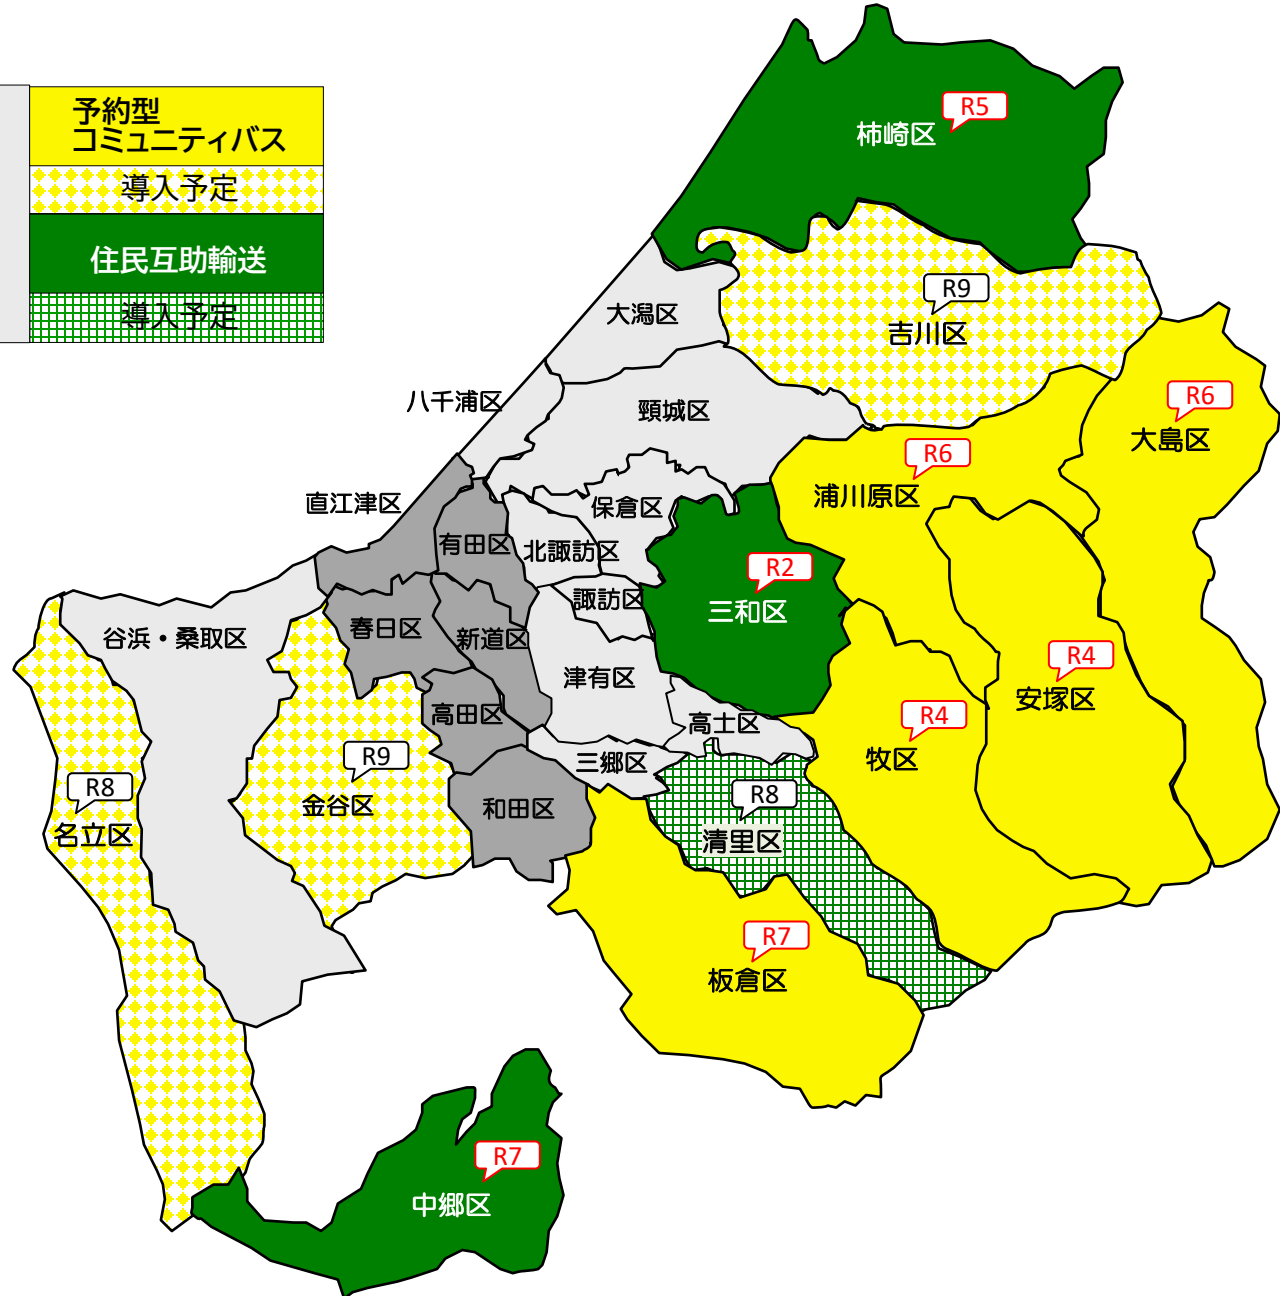 予約型
コミュニティバス
導入予定
住民互助輸送
導入予定
R5
柿崎区
R9
吉川区
大潟区
八千浦区
頸城区
R6
大島区
R6
浦川原区
直江津区
有田区
保倉区
北諏訪区
R2
三和区
諏訪区
春日区
新道区
谷浜・桑取区
津有区
R4
安塚区
高田区
高士区
R4
牧区
三郷区
R9
金谷区
R8
名立区
和田区
R8
清里区
R7
板倉区
R7
中郷区